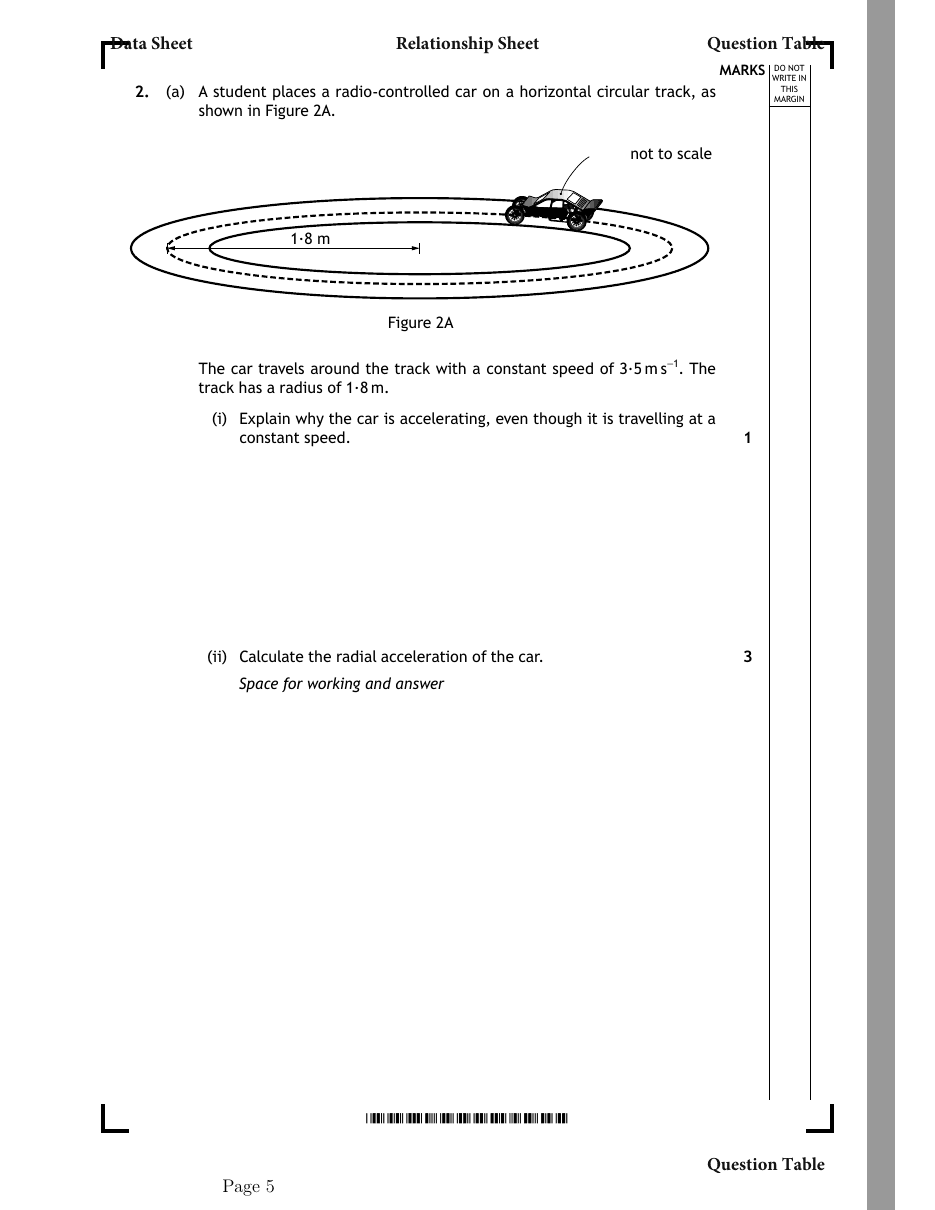 Data Sheet Relationship Sheet Question Table
MARKS
DO NOT
WRITE IN
THIS
MARGIN
2. (a) A student places a radio-controlled car on a horizontal circular track, as
shown in Figure 2A.
not to scale
1·8 m
Figure 2A
The car travels around the track with a constant speed of 3·5 m s⁻¹. The
track has a radius of 1·8 m.
(i) Explain why the car is accelerating, even though it is travelling at a
constant speed. 1
(ii) Calculate the radial acceleration of the car. 3
Space for working and answer
Question Table
Page 5